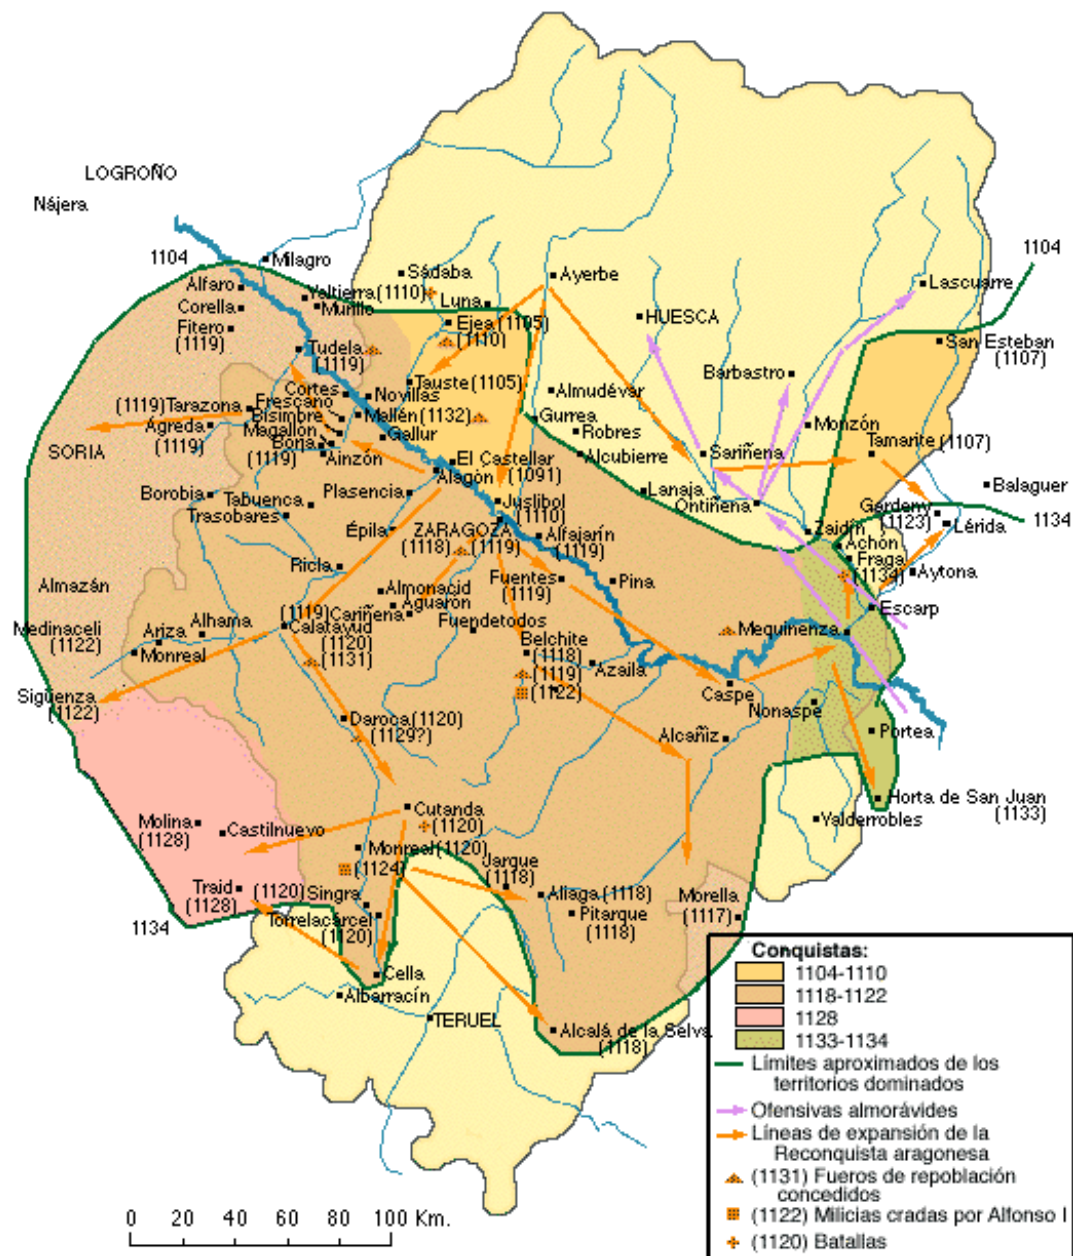 LOGROÑO
Nájera
1104
Milagro
1104
Alfaro
Corella
Fitero
(1119)
Valtierra (1110)
Murillo
Sádaba
Luna
Ayerbe
Lascuarre
Ejea (1105)
(1110)
HUESCA
San Esteban
(1107)
Tudela
(1119)
Tauste (1105)
Barbastro
Cortes
Novillas
Almudévar
(1119) Tarazona
Frescano
Bisimbre
Mallén (1132)
Gurrea
Monzón
Agreda
(1119)
Magallon
Borja
(1119)
Gallur
Robres
Tamarite (1107)
SORIA
Ainzón
El Castellar
(1091)
Alcubierre
Sariñena
Alagón
Balaguer
Borobia
Tabuenca
Plasencia
Juslibol
(1110)
Lanaja
Ontiñena
Gardeny
(1123)
Lérida
1134
Trasobares
Épila
ZARAGOZA
(1118)
(1119)
Alfajarín
(1119)
Zaidín
Achón
Fraga
(1134)
Aytona
Ricla
Almazán
Almonacid
Fuentes
(1119)
Pina
Aguaron
Escarp
(1119)
Calatayud
(1120)
(1131)
Cariñena
Fuendetodos
Medinaceli
(1122)
Ariza
Alhama
Monreal
Mequinenza
Belchite
(1118)
(1119)
(1122)
Azaila
Sigüenza
(1122)
Caspe
Nonaspe
Daroca (1120)
(1129?)
Alcañiz
Portea
Cutanda
(1120)
Horta de San Juan
(1133)
Molina
(1128)
Castilnuevo
Valderrobles
Monreal (1120)
(1124)
Jarque
(1118)
Traid
(1128)
(1120) Singra
Aliaga (1118)
Morella
(1117)
1134
Torrelacárcel
(1120)
Pitarque
(1118)
Cella
Albarracín
TERUEL
Alcalá de la Selva
(1118)
Conquistas:
1104-1110
1118-1122
1128
1133-1134
Límites aproximados de los
territorios dominados
Ofensivas almorávides
Líneas de expansión de la
Reconquista aragonesa
(1131) Fueros de repoblación
concedidos
(1122) Milicias cradas por Alfonso I
(1120) Batallas
0 20 40 60 80 100 Km.